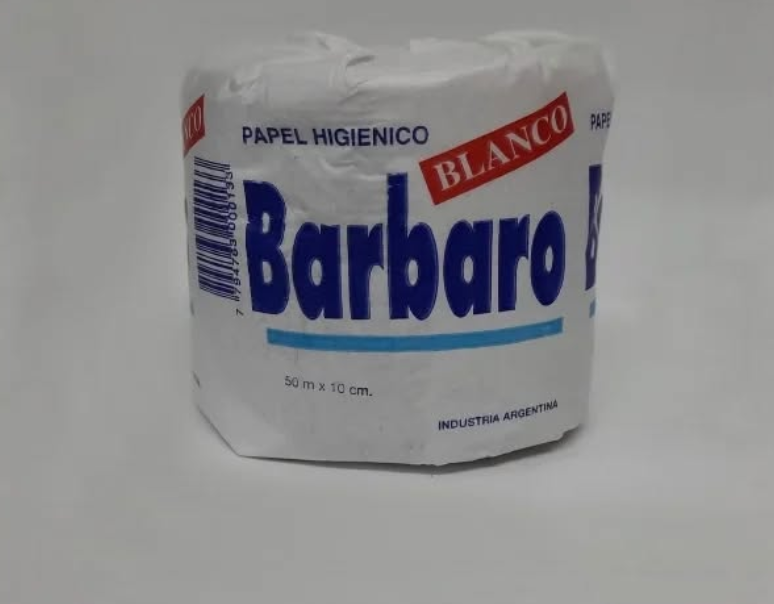 PAPEL HIGIENICO
BLANCO
Barbaro
50 m x 10 cm.
INDUSTRIA ARGENTINA